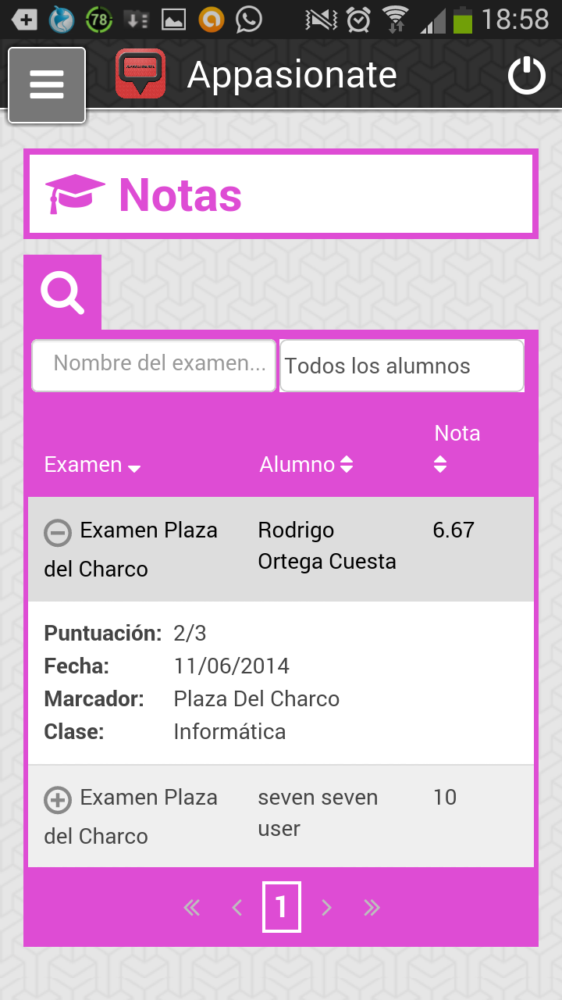 78 18:58
Appasionate
Notas
Nombre del examen... Todos los alumnos
Nota
Examen Alumno
Examen Plaza Rodrigo 6.67
del Charco Ortega Cuesta
Puntuación: 2/3
Fecha: 11/06/2014
Marcador: Plaza Del Charco
Clase: Informática
Examen Plaza seven seven 10
del Charco user
« < 1 > »